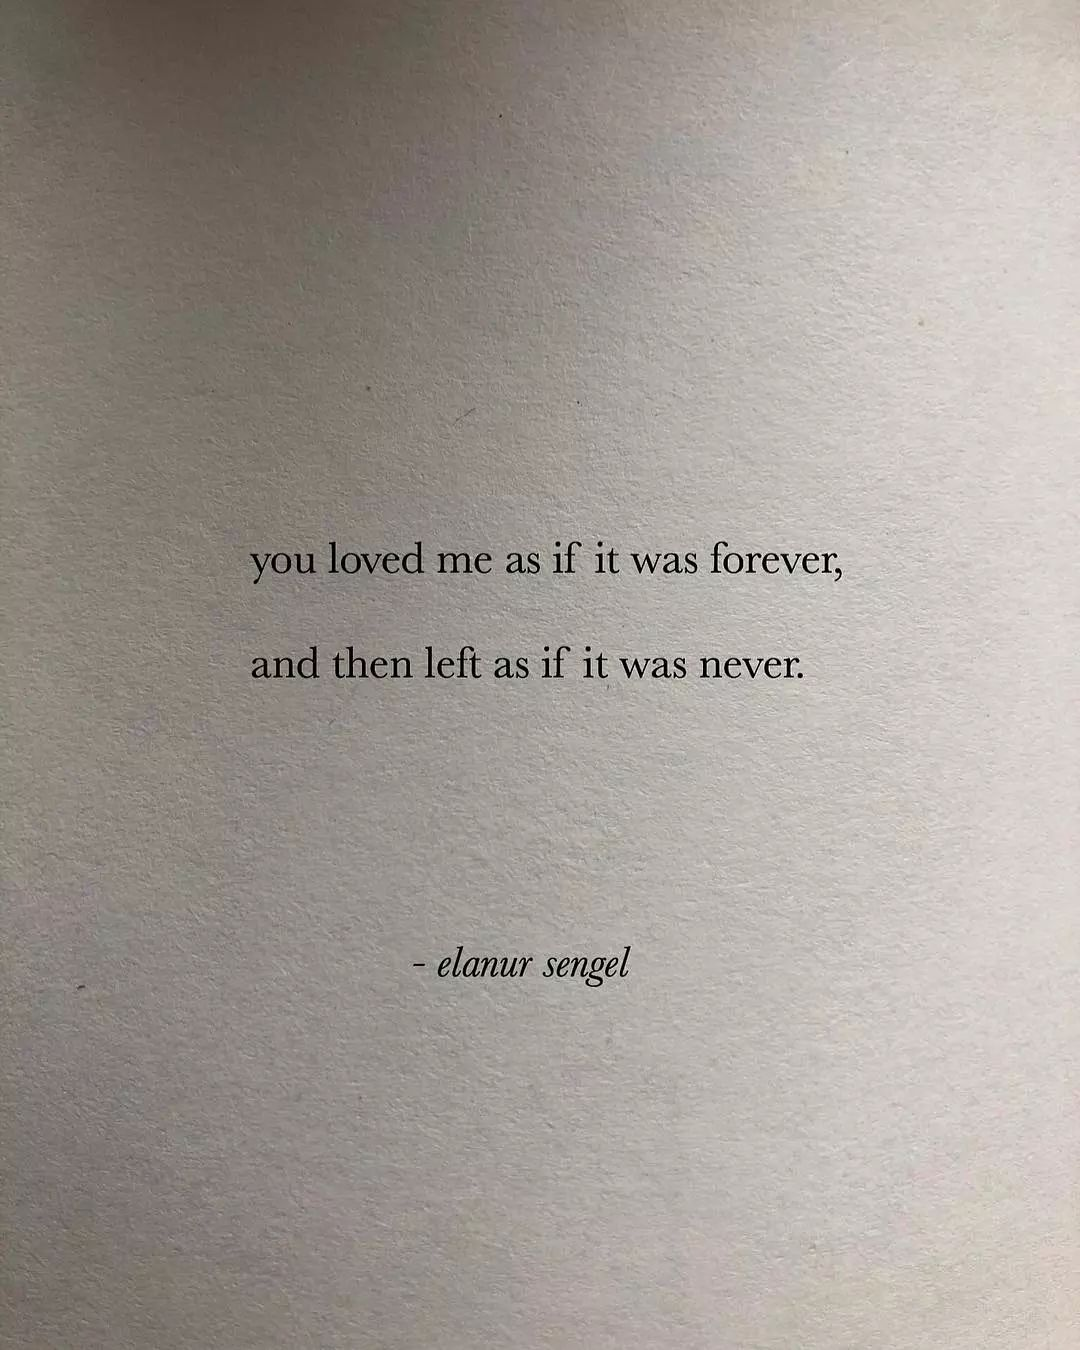 you loved me as if it was forever,
and then left as if it was never.
- elanur sengel